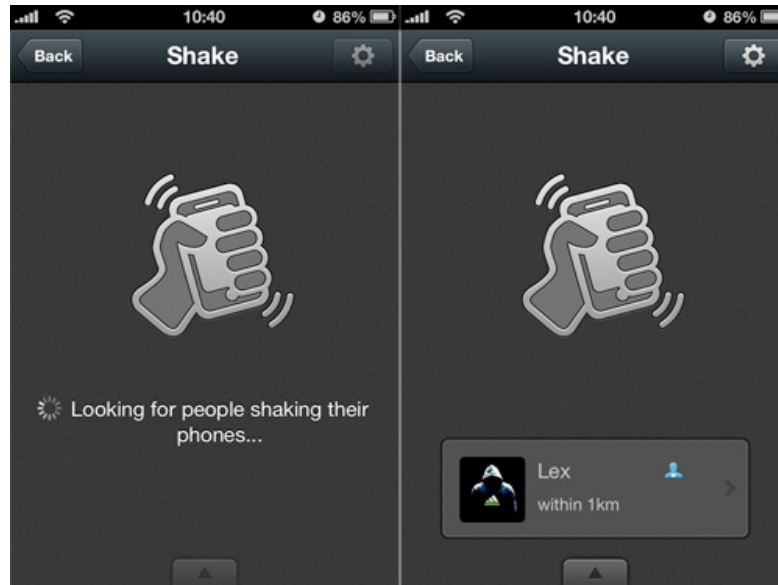 10:40
86%
Back
Shake
Looking for people shaking their
phones...
10:40
86%
Back
Shake
Lex
within 1km